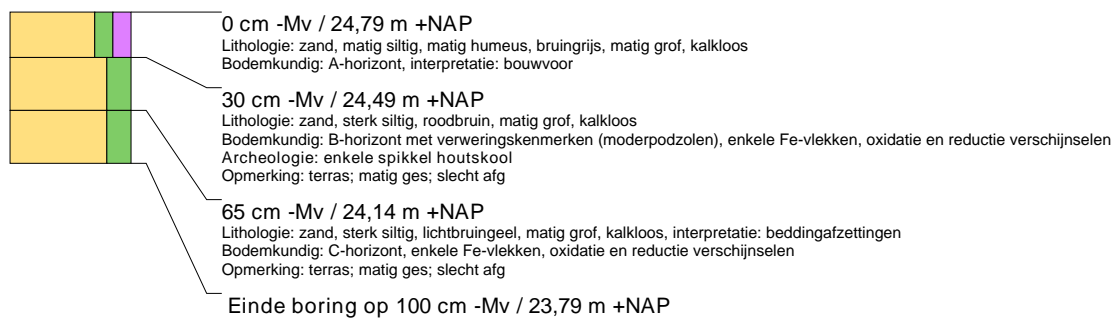 0 cm -Mv / 24,79 m +NAP
Lithologie: zand, matig siltig, matig humeus, bruingrijs, matig grof, kalkloos
Bodemkundig: A-horizont, interpretatie: bouwvoor
30 cm -Mv / 24,49 m +NAP
Lithologie: zand, sterk siltig, roodbruin, matig grof, kalkloos
Bodemkundig: B-horizont met verweringskenmerken (moderpodzolen), enkele Fe-vlekken, oxidatie en reductie verschijnselen
Archeologie: enkele spikkel houtskool
Opmerking: terras; matig ges; slecht afg
65 cm -Mv / 24,14 m +NAP
Lithologie: zand, sterk siltig, lichtbruingeel, matig grof, kalkloos, interpretatie: beddingafzettingen
Bodemkundig: C-horizont, enkele Fe-vlekken, oxidatie en reductie verschijnselen
Opmerking: terras; matig ges; slecht afg
Einde boring op 100 cm -Mv / 23,79 m +NAP